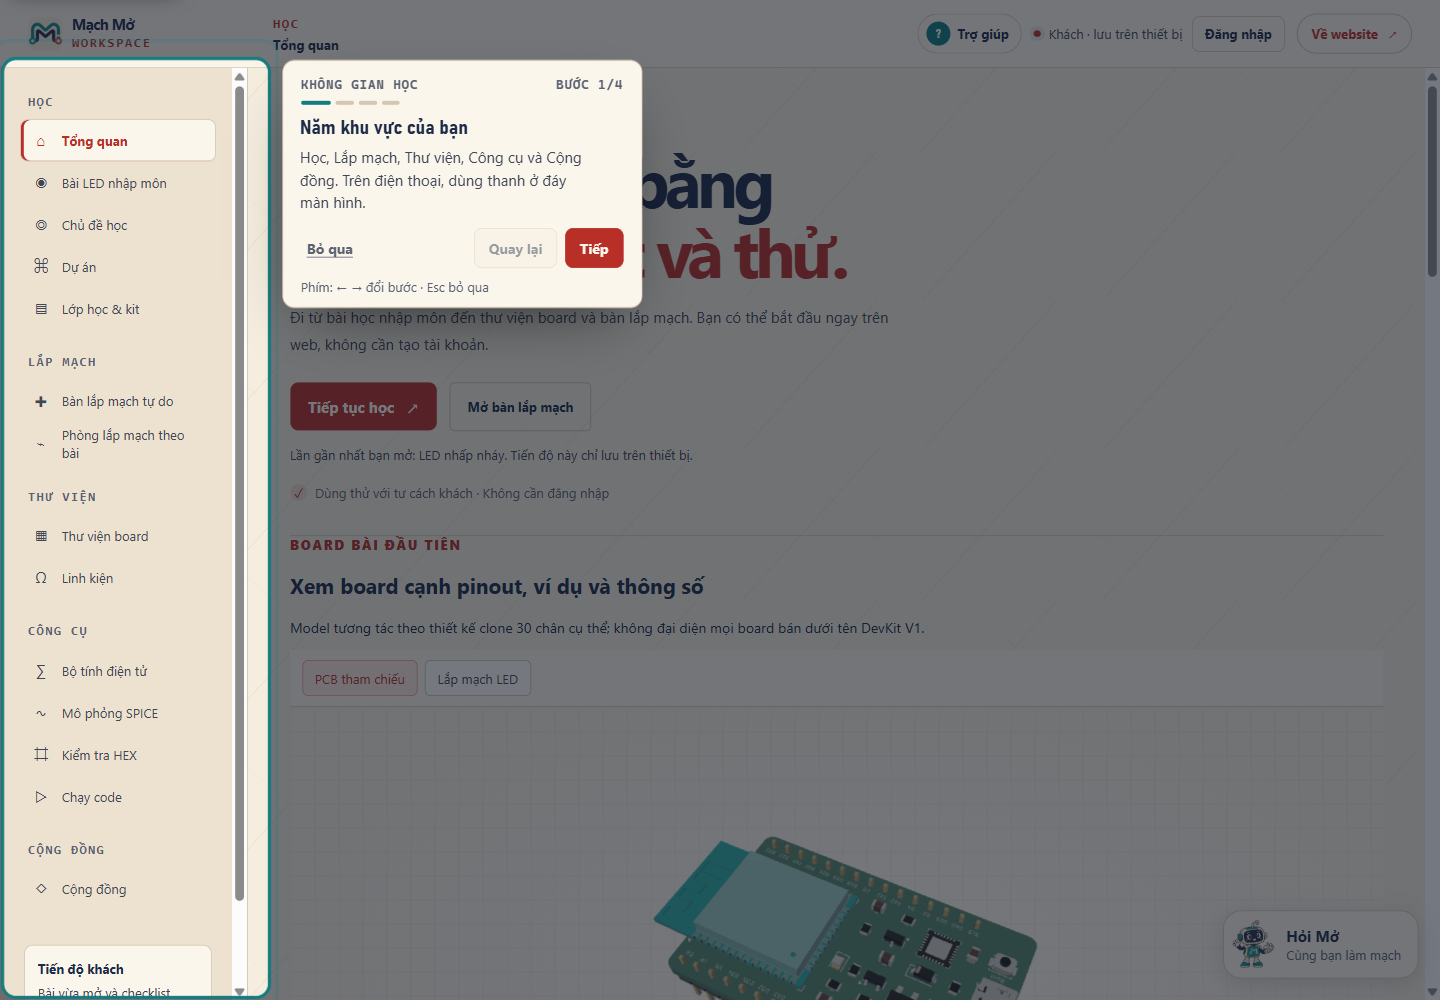 Mạch Mở
WORKSPACE
HỌC
Tổng quan
? Trợ giúp
Khách · lưu trên thiết bị
Đăng nhập
Về website ↗
HỌC
Tổng quan
Bài LED nhập môn
Chủ đề học
Dự án
Lớp học & kit
LẮP MẠCH
Bàn lắp mạch tự do
Phòng lắp mạch theo
bài
THƯ VIỆN
Thư viện board
Linh kiện
CÔNG CỤ
Bộ tính điện tử
Mô phỏng SPICE
Kiểm tra HEX
Chạy code
CỘNG ĐỒNG
Cộng đồng
Tiến độ khách
Bài vừa mở và checklist
KHÔNG GIAN HỌC
BƯỚC 1/4
Năm khu vực của bạn
Học, Lắp mạch, Thư viện, Công cụ và Cộng
đồng. Trên điện thoại, dùng thanh ở đáy
màn hình.
Bỏ qua
Quay lại
Tiếp
Phím: ← → đổi bước · Esc bỏ qua
bằng
và thử.
Đi từ bài học nhập môn đến thư viện board và bàn lắp mạch. Bạn có thể bắt đầu ngay trên
web, không cần tạo tài khoản.
Tiếp tục học ↗
Mở bàn lắp mạch
Lần gần nhất bạn mở: LED nhấp nháy. Tiến độ này chỉ lưu trên thiết bị.
✓ Dùng thử với tư cách khách · Không cần đăng nhập
BOARD BÀI ĐẦU TIÊN
Xem board cạnh pinout, ví dụ và thông số
Model tương tác theo thiết kế clone 30 chân cụ thể; không đại diện mọi board bán dưới tên DevKit V1.
PCB tham chiếu
Lắp mạch LED
Hỏi Mở
Cùng bạn làm mạch